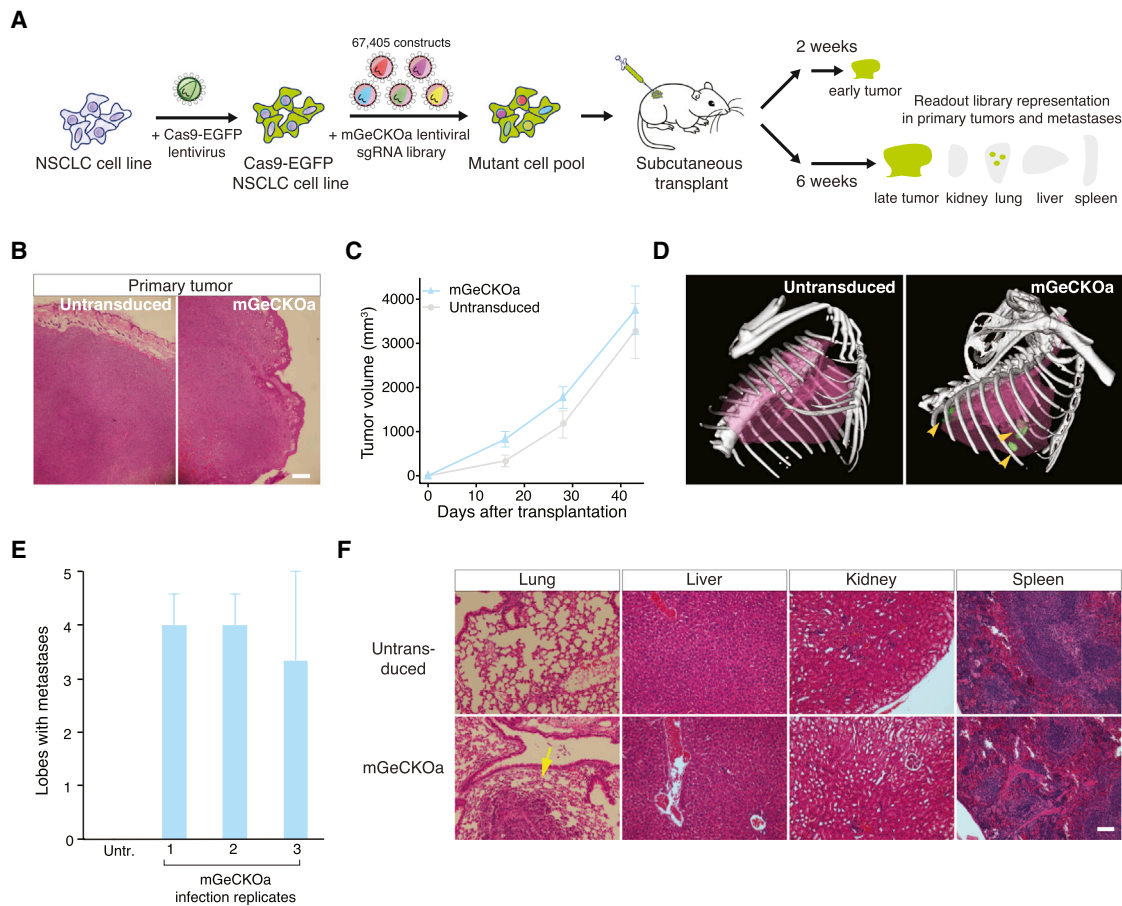 A
67,405 constructs
2 weeks
early tumor
Readout library representation
in primary tumors and metastases
+ Cas9-EGFP
lentivirus
+ mGeCKOa lentiviral
sgRNA library
NSCLC cell line
Cas9-EGFP
NSCLC cell line
Mutant cell pool
Subcutaneous
transplant
6 weeks
late tumor kidney lung liver spleen
B
Primary tumor
Untransduced
mGeCKOa
C
mGeCKOa
Untransduced
Tumor volume (mm³)
4000
3000
2000
1000
0
0 10 20 30 40
Days after transplantation
D
Untransduced
mGeCKOa
E
Lobes with metastases
5
4
3
2
1
0
Untr. 1 2 3
mGeCKOa
infection replicates
F
Lung Liver Kidney Spleen
Untrans-
duced
mGeCKOa